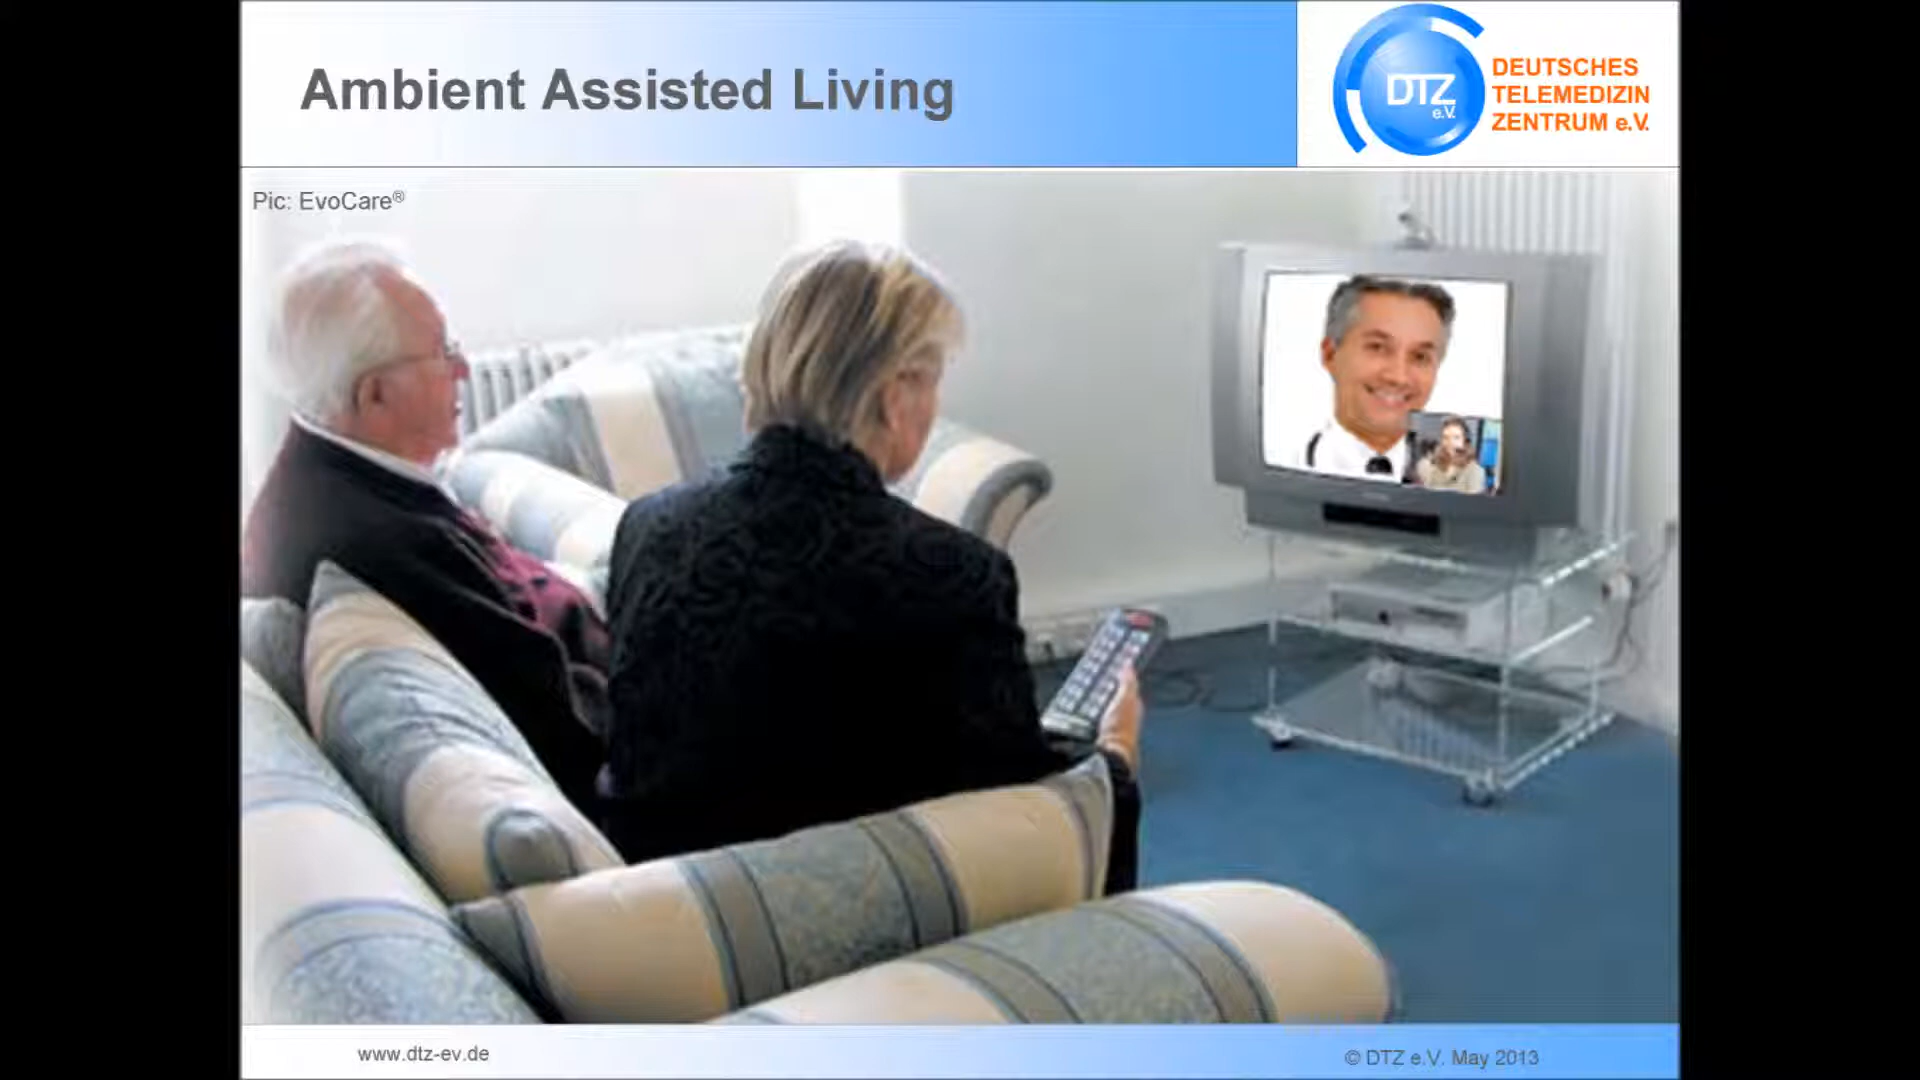 Ambient Assisted Living
DTZ
e.V.
DEUTSCHES
TELEMEDIZIN
ZENTRUM e.V.
Pic: EvoCare®
www.dtz-ev.de
© DTZ e.V. May 2013